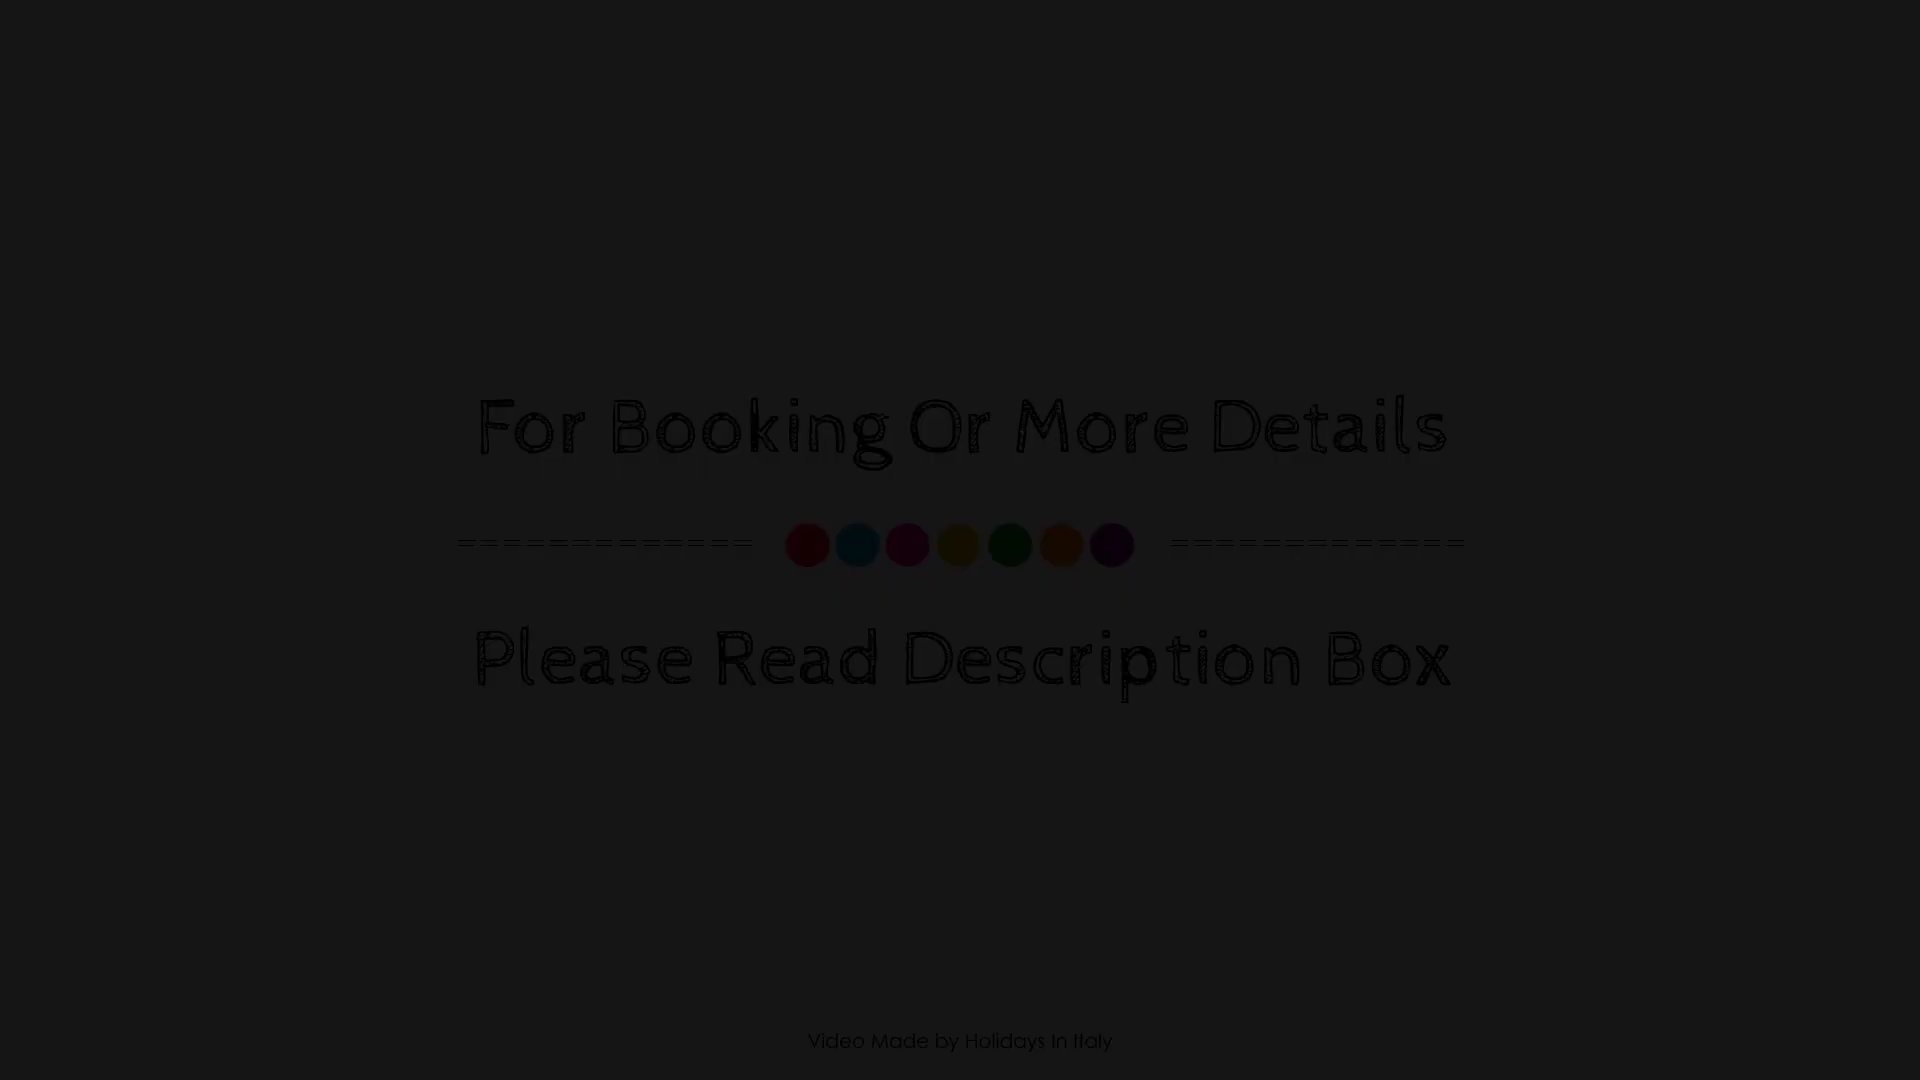 For Booking Or More Details
============= =============
Please Read Description Box
Video Made by Holidays In Italy